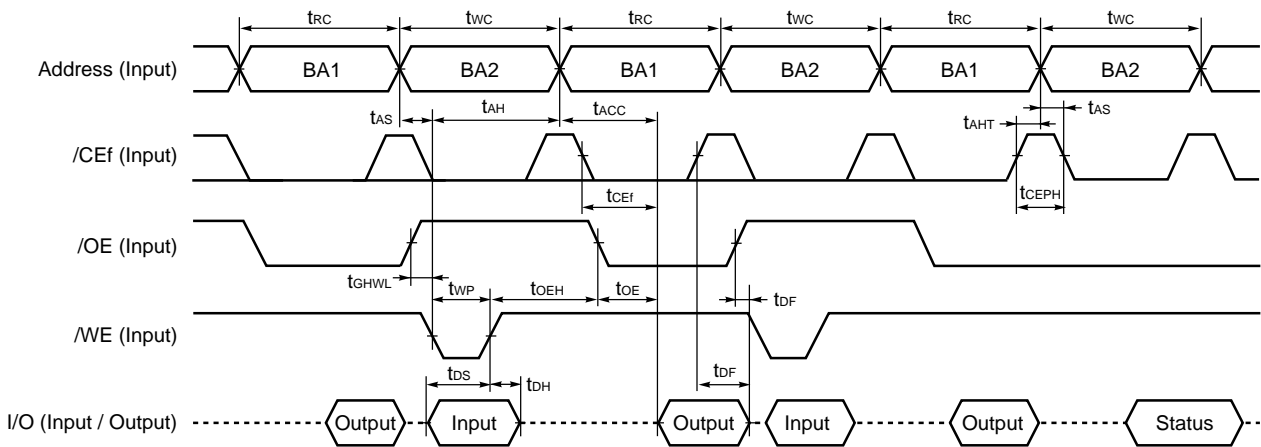 tRC tWC tRC tWC tRC tWC
Address (Input) BA1 BA2 BA1 BA2 BA1 BA2
tAS tAH tACC tAHT tAS
/CEf (Input)
tCEf tCEPH
/OE (Input)
tGHWL tWP tOEH tOE tDF
/WE (Input)
tDS tDH tDF
I/O (Input / Output) Output Input Output Input Output Status